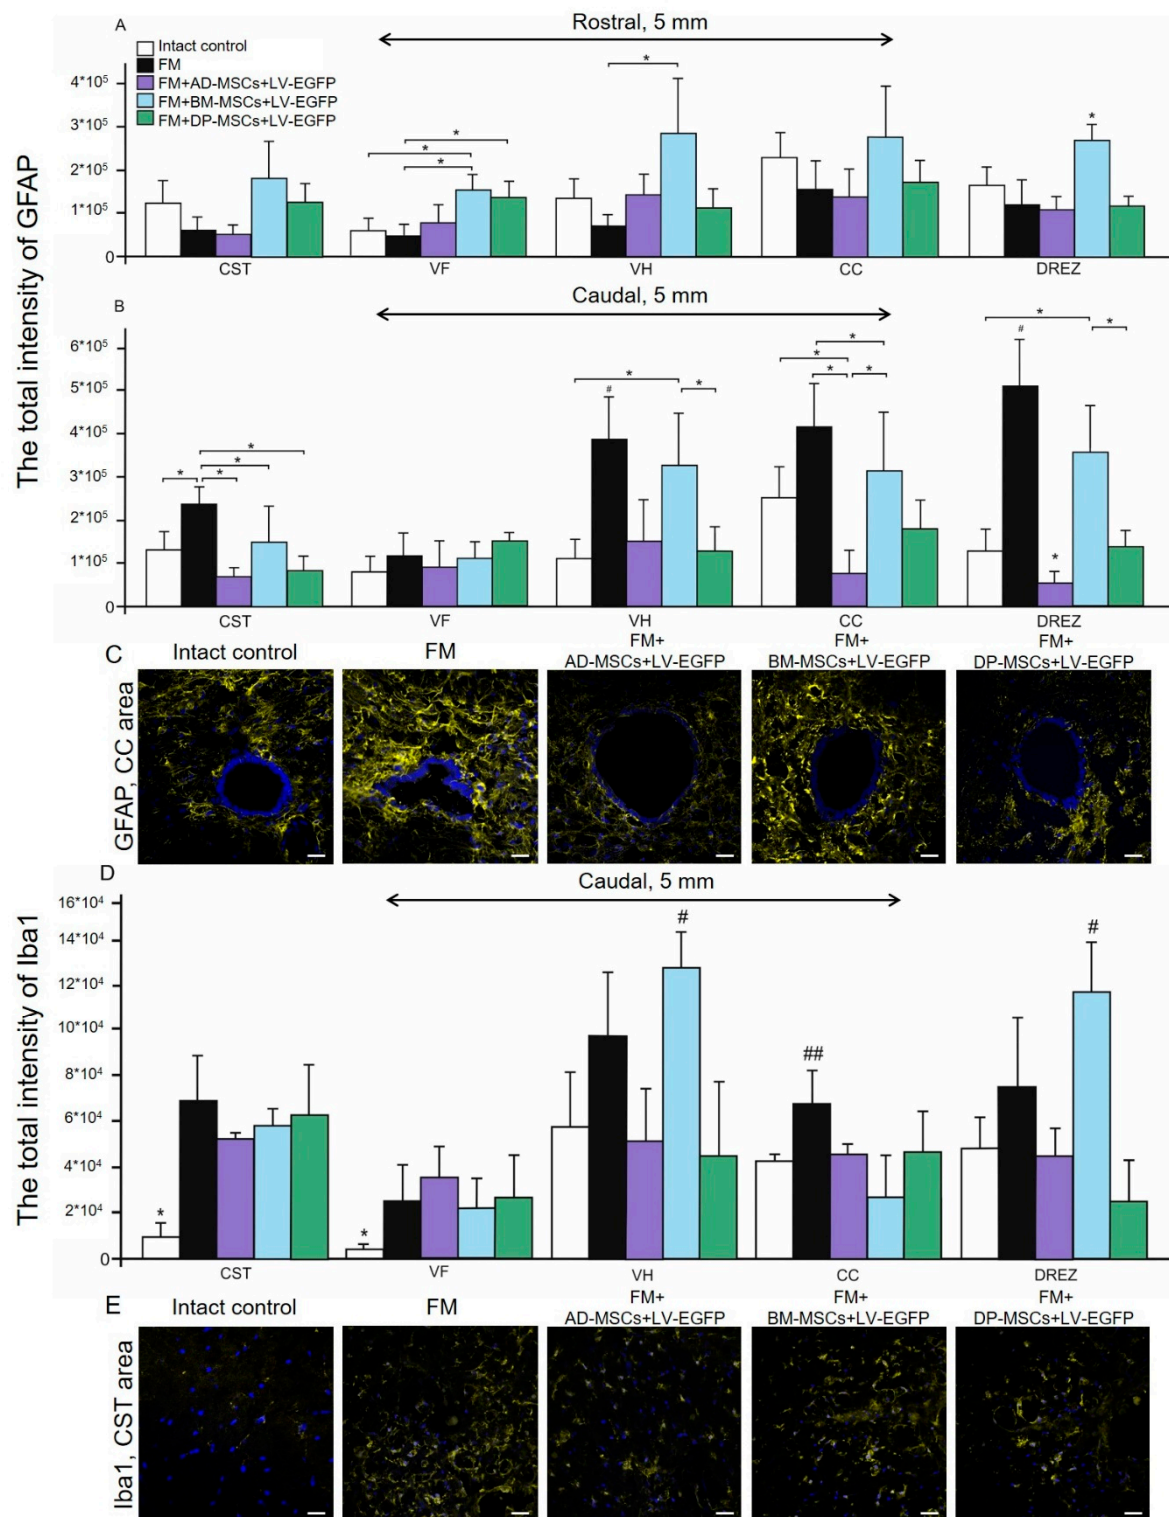 A
Rostral, 5 mm
Intact control
FM
FM+AD-MSCs+LV-EGFP
FM+BM-MSCs+LV-EGFP
FM+DP-MSCs+LV-EGFP
The total intensity of GFAP
4*10⁵
3*10⁵
2*10⁵
1*10⁵
0
* * * * *
CST VF VH CC DREZ
B
Caudal, 5 mm
6*10⁵
5*10⁵
4*10⁵
3*10⁵
2*10⁵
1*10⁵
0
* * * * # * * * * * * # * * *
CST VF VH CC DREZ
C
GFAP, CC area
Intact control
FM
FM+
AD-MSCs+LV-EGFP
FM+
BM-MSCs+LV-EGFP
FM+
DP-MSCs+LV-EGFP
D
Caudal, 5 mm
The total intensity of Iba1
16*10⁴
14*10⁴
12*10⁴
10*10⁴
8*10⁴
6*10⁴
4*10⁴
2*10⁴
0
* * # ## #
CST VF VH CC DREZ
E
Iba1, CST area
Intact control
FM
FM+
AD-MSCs+LV-EGFP
FM+
BM-MSCs+LV-EGFP
FM+
DP-MSCs+LV-EGFP